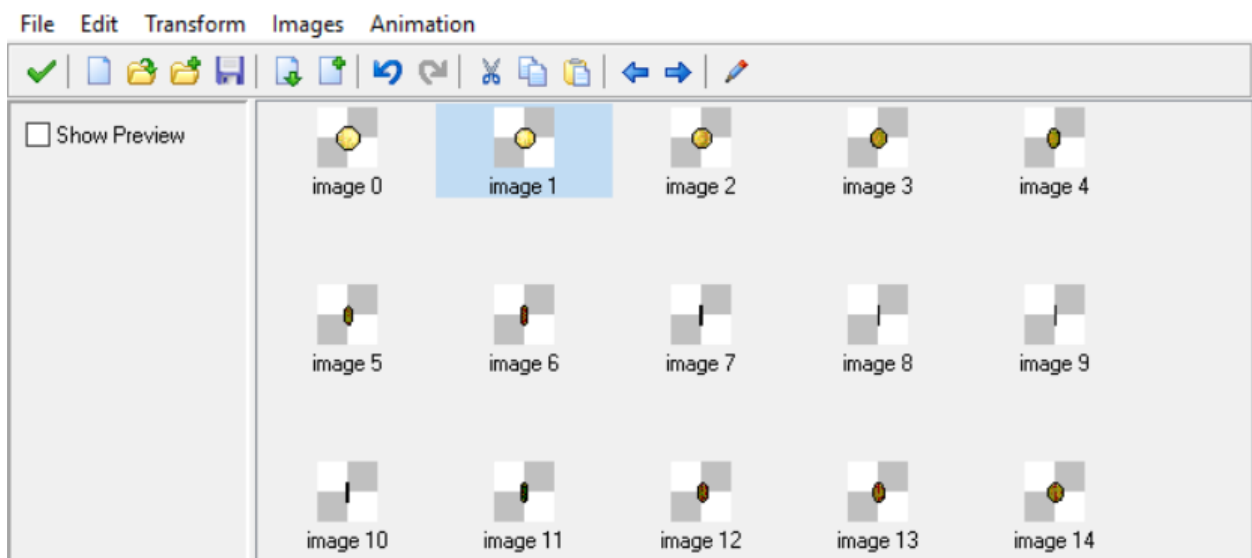 File Edit Transform Images Animation
Show Preview
image 0 image 1 image 2 image 3 image 4
image 5 image 6 image 7 image 8 image 9
image 10 image 11 image 12 image 13 image 14